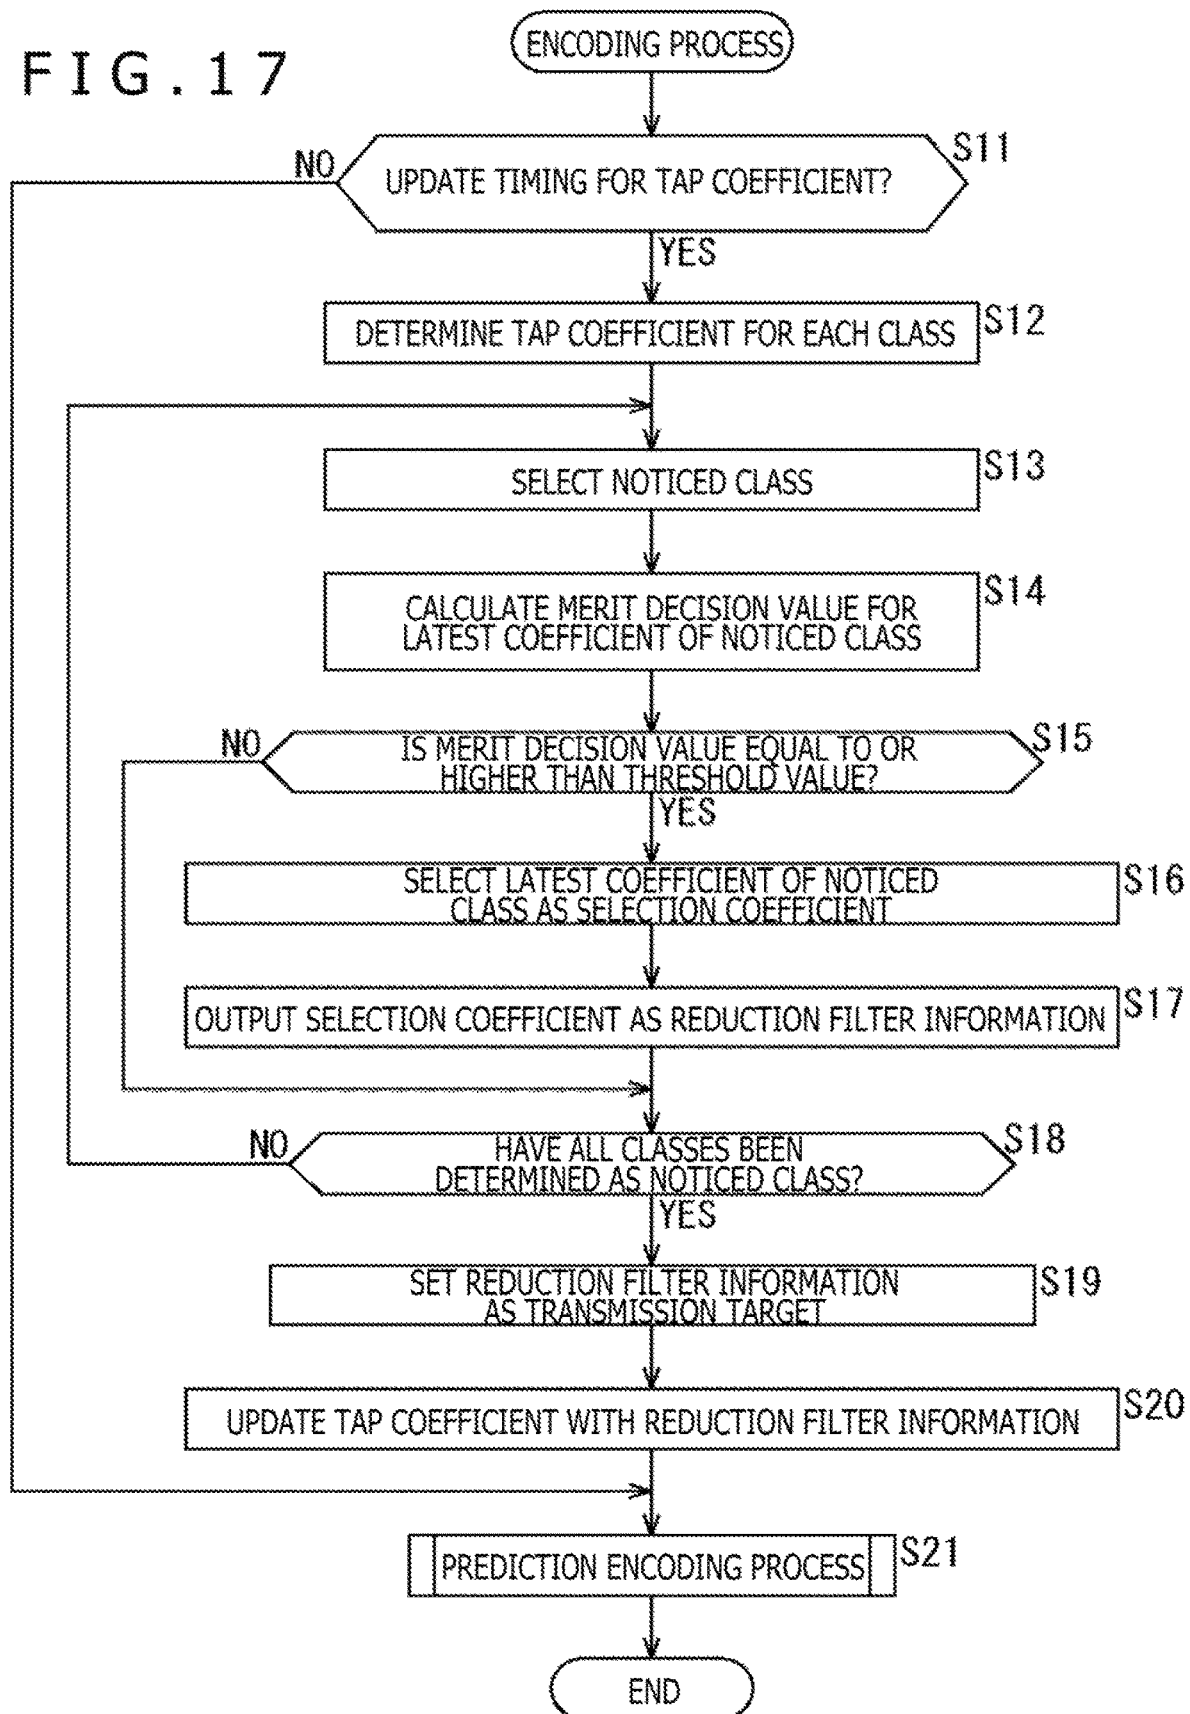 FIG.17
ENCODING PROCESS
S11
NO
UPDATE TIMING FOR TAP COEFFICIENT?
YES
S12
DETERMINE TAP COEFFICIENT FOR EACH CLASS
S13
SELECT NOTICED CLASS
S14
CALCULATE MERIT DECISION VALUE FOR
LATEST COEFFICIENT OF NOTICED CLASS
S15
NO
IS MERIT DECISION VALUE EQUAL TO OR
HIGHER THAN THRESHOLD VALUE?
YES
S16
SELECT LATEST COEFFICIENT OF NOTICED
CLASS AS SELECTION COEFFICIENT
S17
OUTPUT SELECTION COEFFICIENT AS REDUCTION FILTER INFORMATION
S18
NO
HAVE ALL CLASSES BEEN
DETERMINED AS NOTICED CLASS?
YES
S19
SET REDUCTION FILTER INFORMATION
AS TRANSMISSION TARGET
S20
UPDATE TAP COEFFICIENT WITH REDUCTION FILTER INFORMATION
S21
PREDICTION ENCODING PROCESS
END